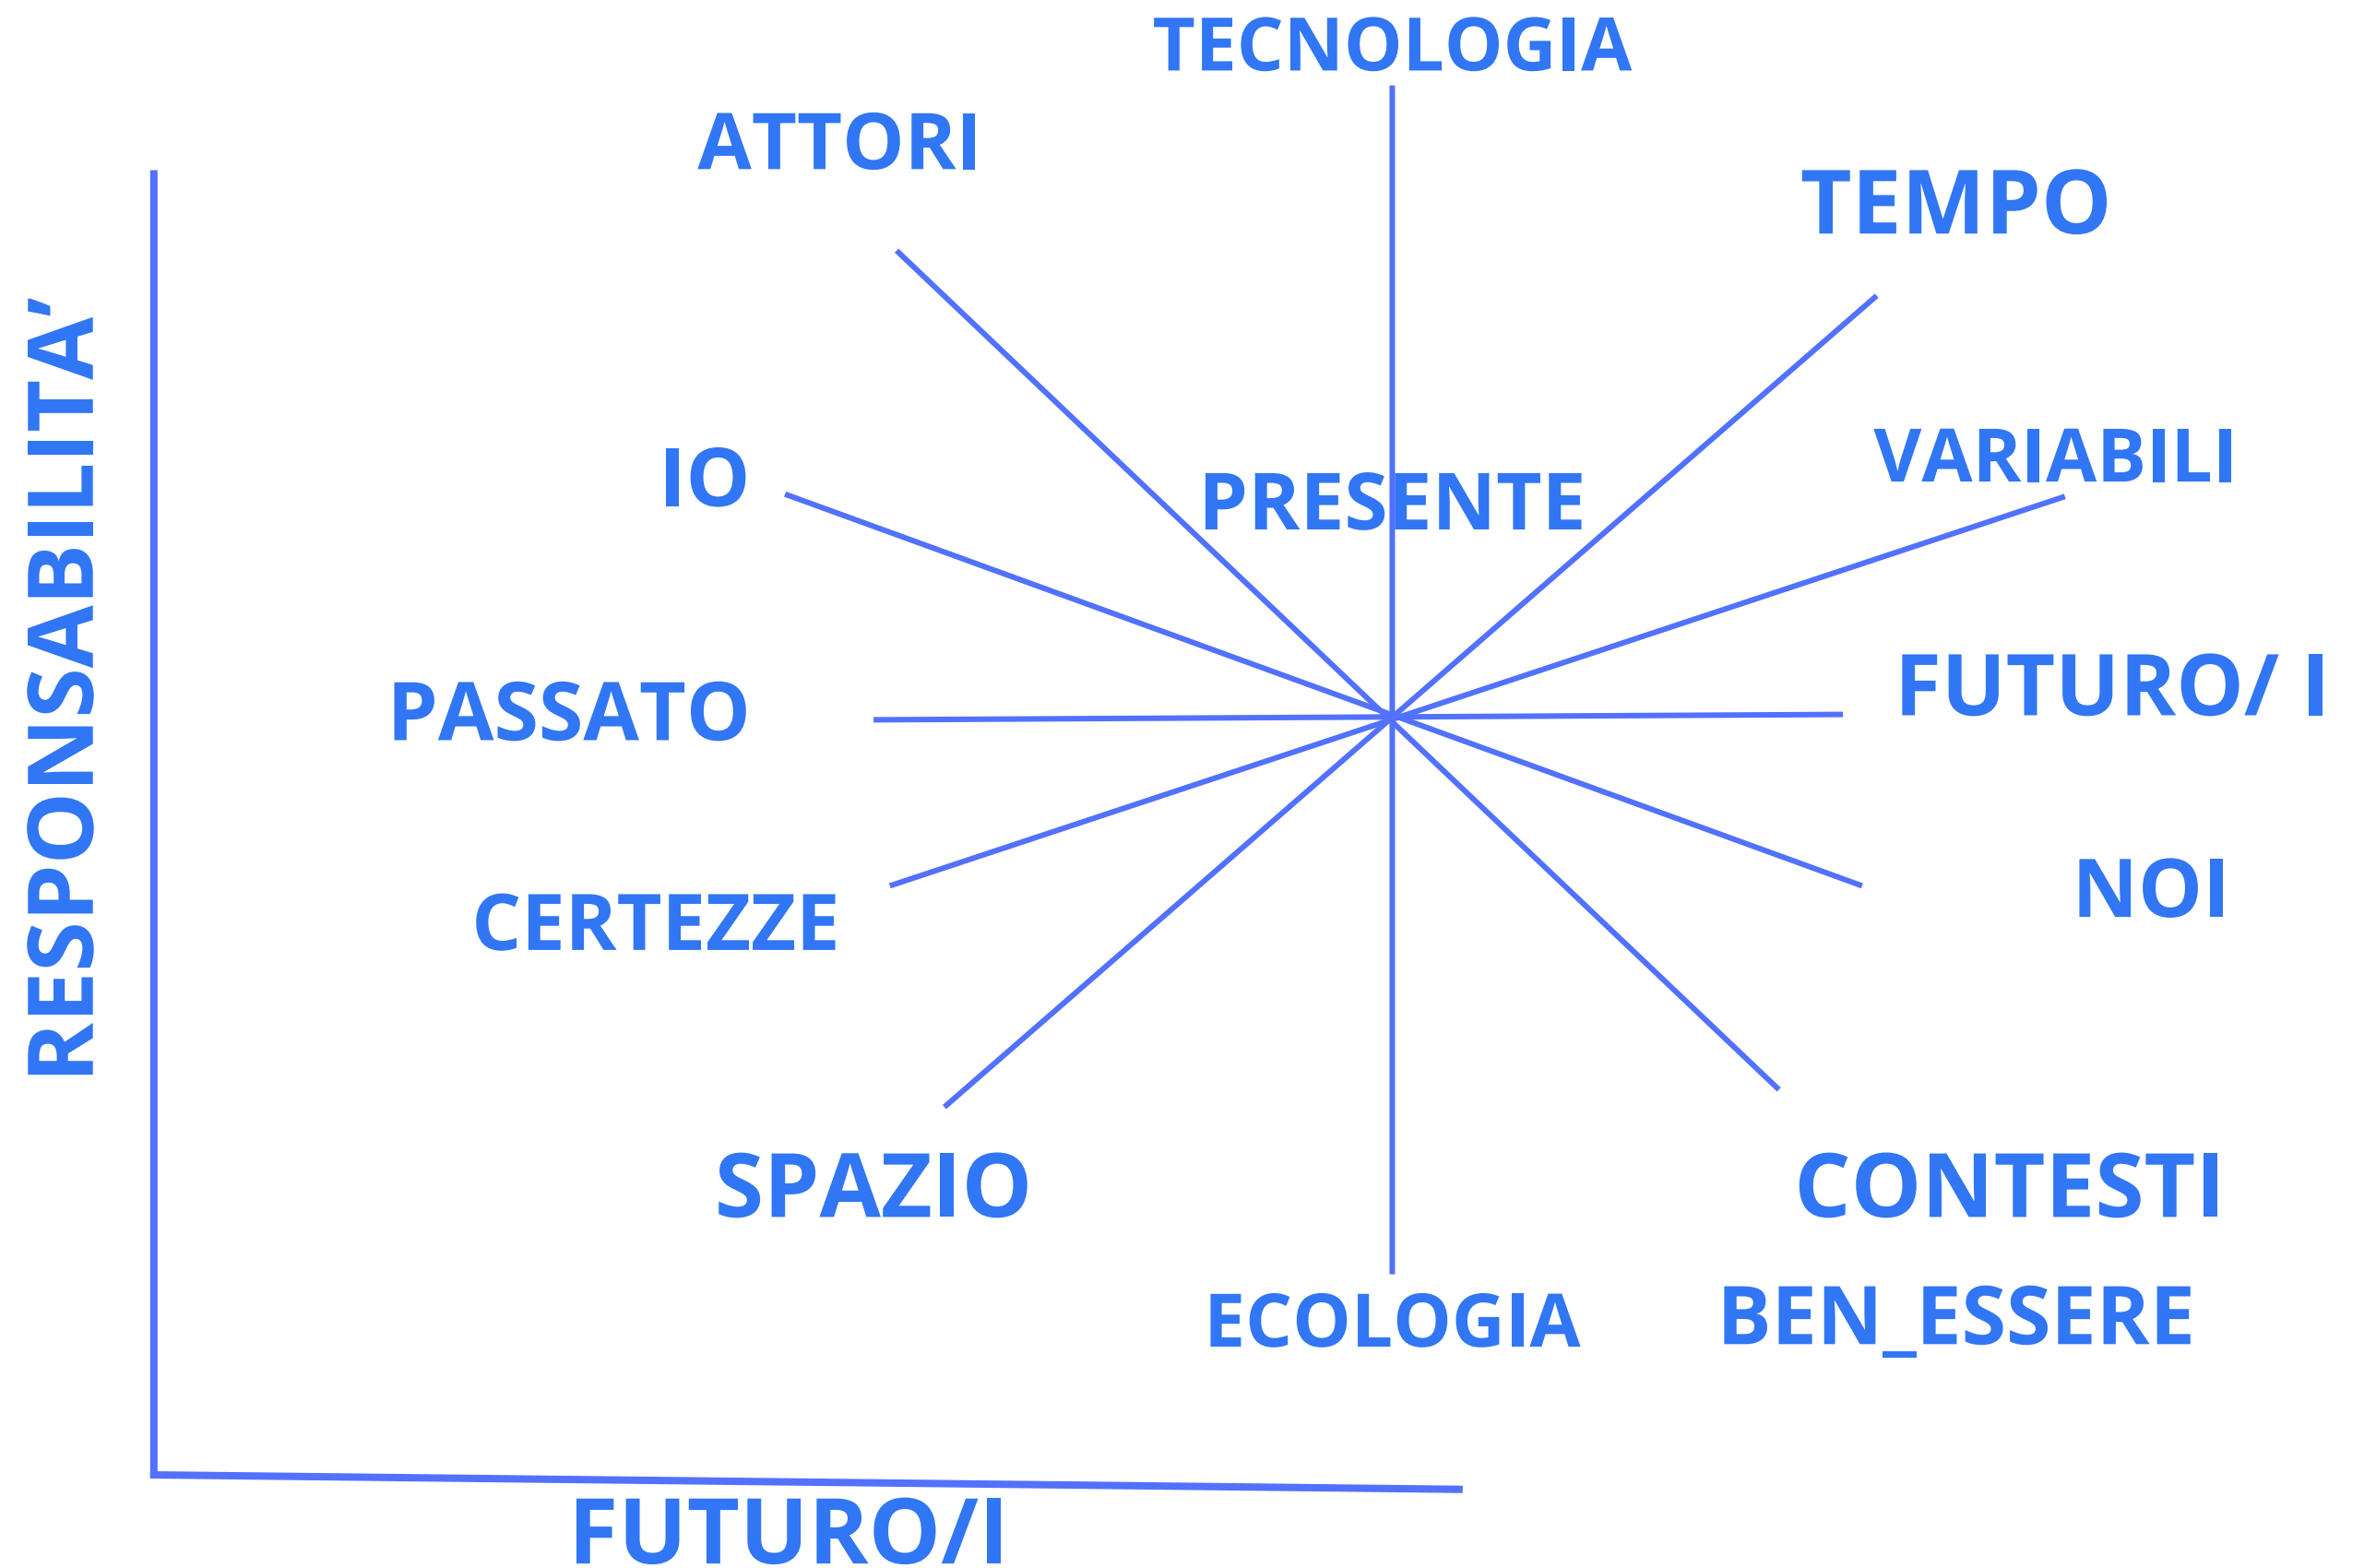 TECNOLOGIA
ATTORI
TEMPO
RESPONSABILITA’
VARIABILI
IO
PRESENTE
FUTURO/ I
PASSATO
NOI
CERTEZZE
SPAZIO
CONTESTI
ECOLOGIA
BEN_ESSERE
FUTURO/I